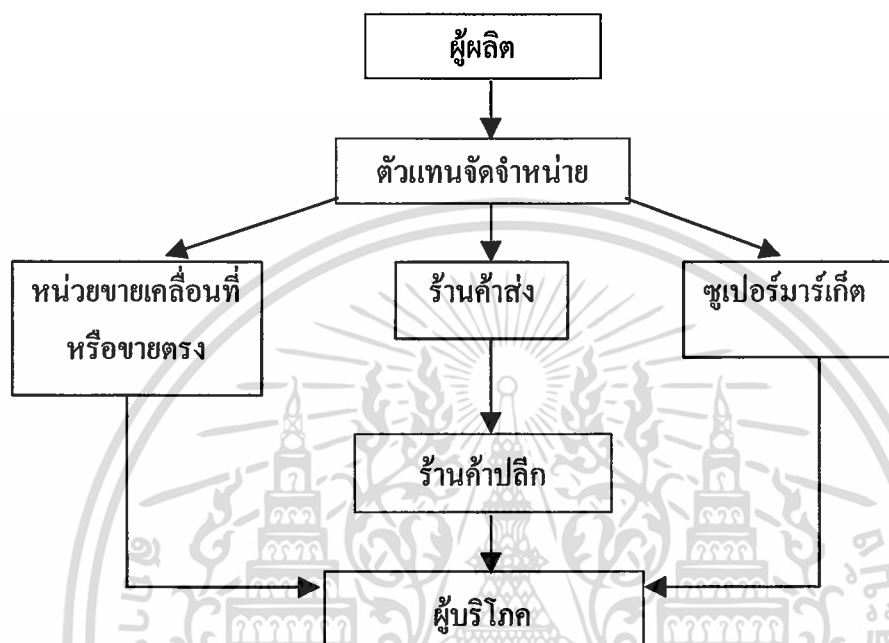 ผู้ผลิต
ตัวแทนจัดจำหน่าย
หน่วยขายเคลื่อนที่
หรือขายตรง
ร้านค้าส่ง
ซูเปอร์มาร์เก็ต
ร้านค้าปลีก
ผู้บริโภค